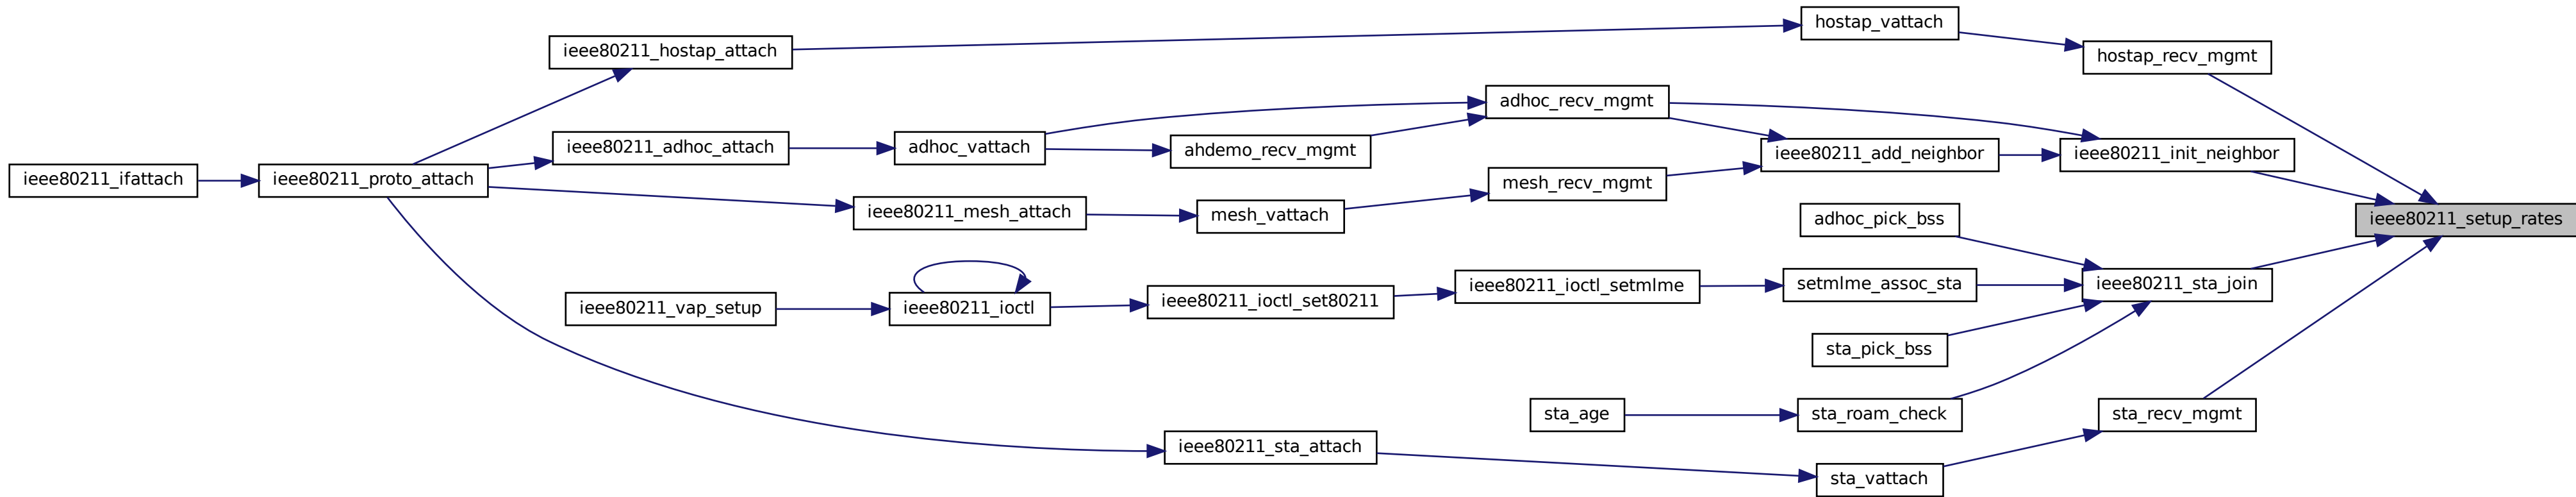 hostap_vattach
ieee80211_hostap_attach
hostap_recv_mgmt
adhoc_recv_mgmt
ieee80211_adhoc_attach
adhoc_vattach
ahdemo_recv_mgmt
ieee80211_add_neighbor
ieee80211_init_neighbor
ieee80211_ifattach
ieee80211_proto_attach
mesh_recv_mgmt
ieee80211_mesh_attach
mesh_vattach
adhoc_pick_bss
ieee80211_setup_rates
ieee80211_vap_setup
ieee80211_ioctl
ieee80211_ioctl_set80211
ieee80211_ioctl_setmlme
setmlme_assoc_sta
ieee80211_sta_join
sta_pick_bss
sta_age
sta_roam_check
sta_recv_mgmt
ieee80211_sta_attach
sta_vattach